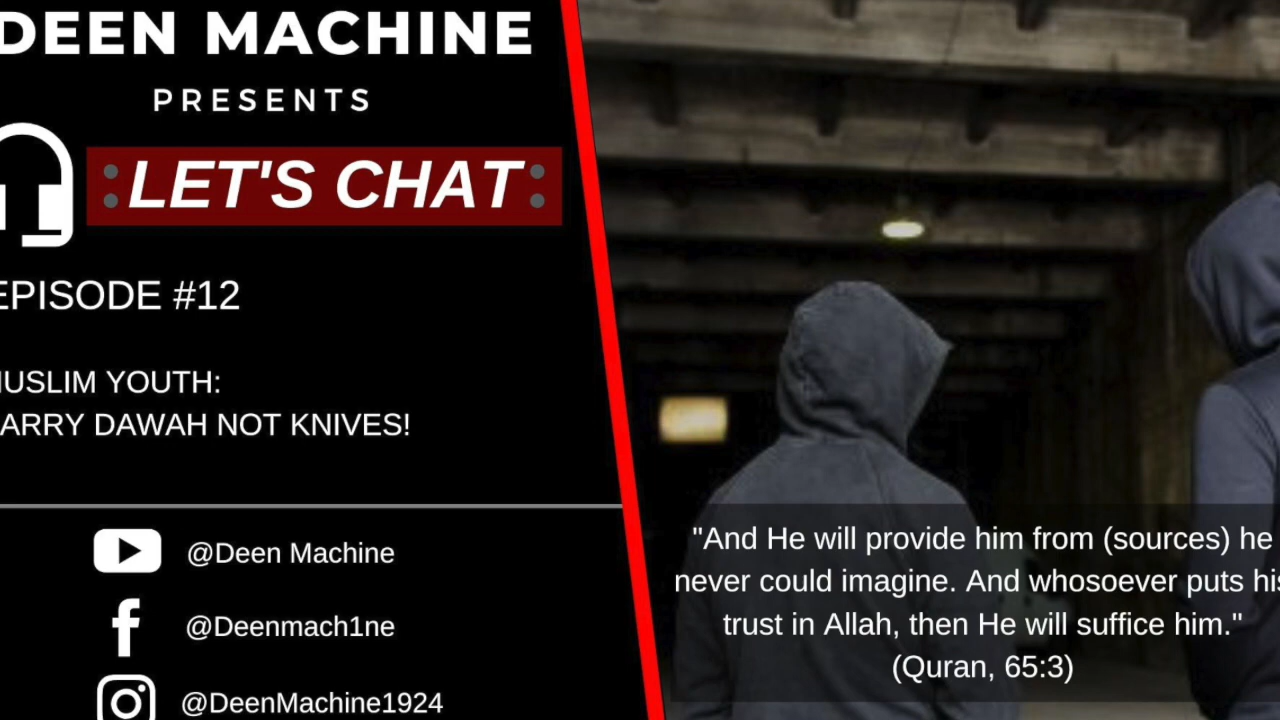 DEEN MACHINE
PRESENTS
LET'S CHAT
EPISODE #12
USLIM YOUTH:
ARRY DAWAH NOT KNIVES!
@Deen Machine
@Deenmach1ne
@DeenMachine1924
"And He will provide him from (sources) he
never could imagine. And whosoever puts his
trust in Allah, then He will suffice him."
(Quran, 65:3)